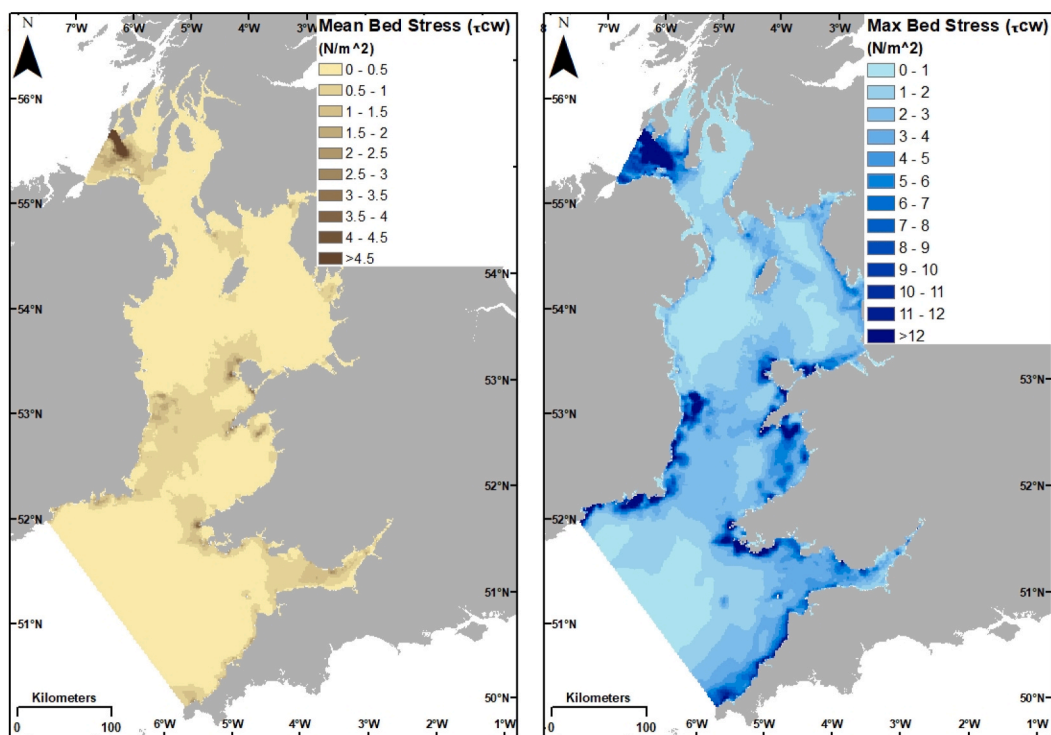 N
7°W
6°W
5°W
4°W
3°W
Mean Bed Stress (τcw)
(N/m^2)
0 - 0.5
0.5 - 1
1 - 1.5
1.5 - 2
2 - 2.5
2.5 - 3
3 - 3.5
3.5 - 4
4 - 4.5
>4.5
56°N
55°N
54°N
53°N
52°N
51°N
54°N
53°N
52°N
51°N
50°N
Kilometers
0
100
6°W
5°W
4°W
3°W
2°W
1°W
N
7°W
6°W
5°W
4°W
3°W
Max Bed Stress (τcw)
(N/m^2)
0 - 1
1 - 2
2 - 3
3 - 4
4 - 5
5 - 6
6 - 7
7 - 8
8 - 9
9 - 10
10 - 11
11 - 12
>12
56°N
55°N
54°N
53°N
52°N
51°N
53°N
52°N
51°N
50°N
Kilometers
0
100
6°W
5°W
4°W
3°W
2°W
1°W